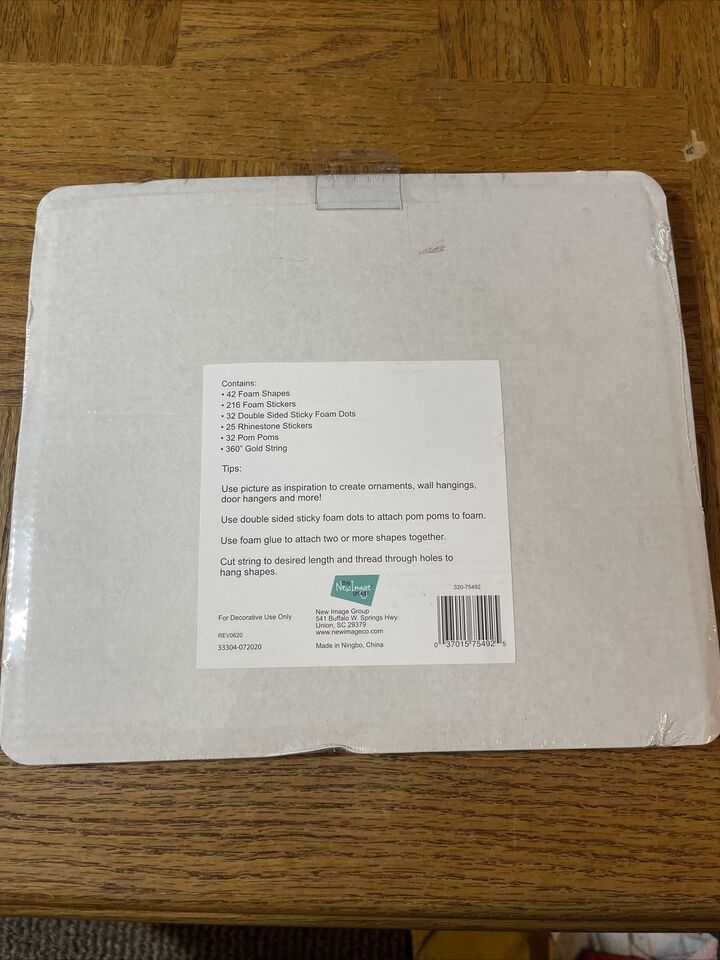 Contains:
• 42 Foam Shapes
• 216 Foam Stickers
• 32 Double Sided Sticky Foam Dots
• 25 Rhinestone Stickers
• 32 Pom Poms
• 360" Gold String
Tips:
Use picture as inspiration to create ornaments, wall hangings,
door hangers and more!
Use double sided sticky foam dots to attach pom poms to foam.
Use foam glue to attach two or more shapes together.
Cut string to desired length and thread through holes to
hang shapes.
the
New Image
group
For Decorative Use Only
REV0620
33304-072020
New Image Group
541 Buffalo W. Springs Hwy.
Union, SC 29379
www.newimageco.com
Made in Ningbo, China
320-75492
0 37015 75492 5